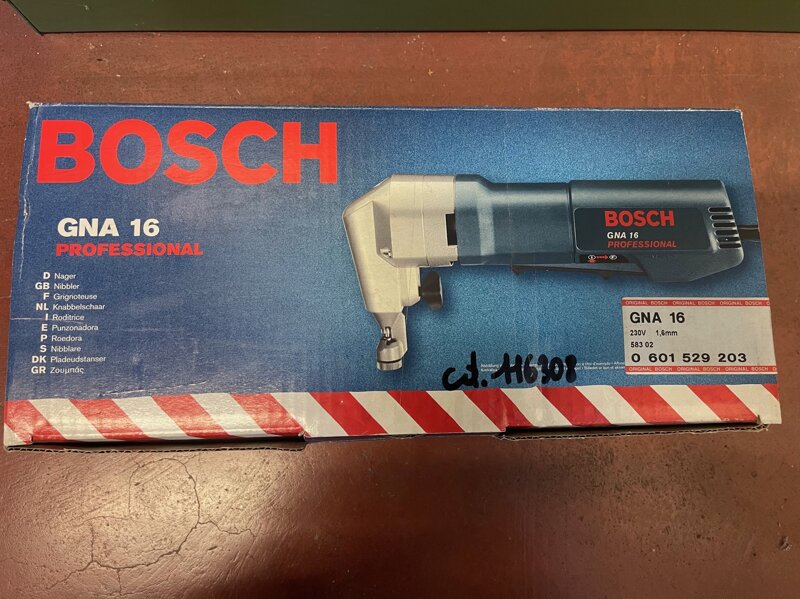 BOSCH
GNA 16
PROFESSIONAL
D Nager
GB Nibbler
F Grignoteuse
NL Knabbelschaar
I Roditrice
E Punzonadora
P Roedora
S Nibblare
DK Pladeudstanser
GR Ζουμπάς
BOSCH
GNA 16
PROFESSIONAL
ORIGINAL BOSCH ORIGINAL BOSCH ORIGINAL BOSCH
GNA 16
230V 1,6mm
583 02
0 601 529 203
ORIGINAL BOSCH ORIGINAL BOSCH ORIGINAL BOSCH
cit. 116308